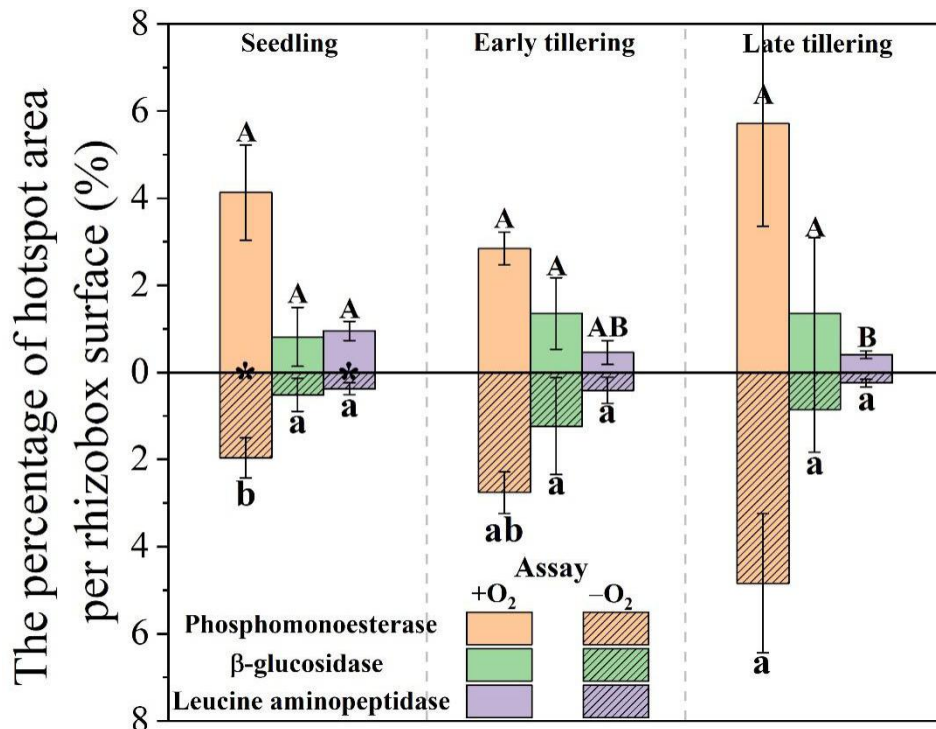 The percentage of hotspot area
per rhizobox surface (%)
8
6
4
2
0
2
4
6
8
Seedling
Early tillering
Late tillering
A
A
A
*
*
b
a
a
A
A
AB
ab
a
a
A
A
B
a
a
a
Assay
+O₂
–O₂
Phosphomonoesterase
β-glucosidase
Leucine aminopeptidase